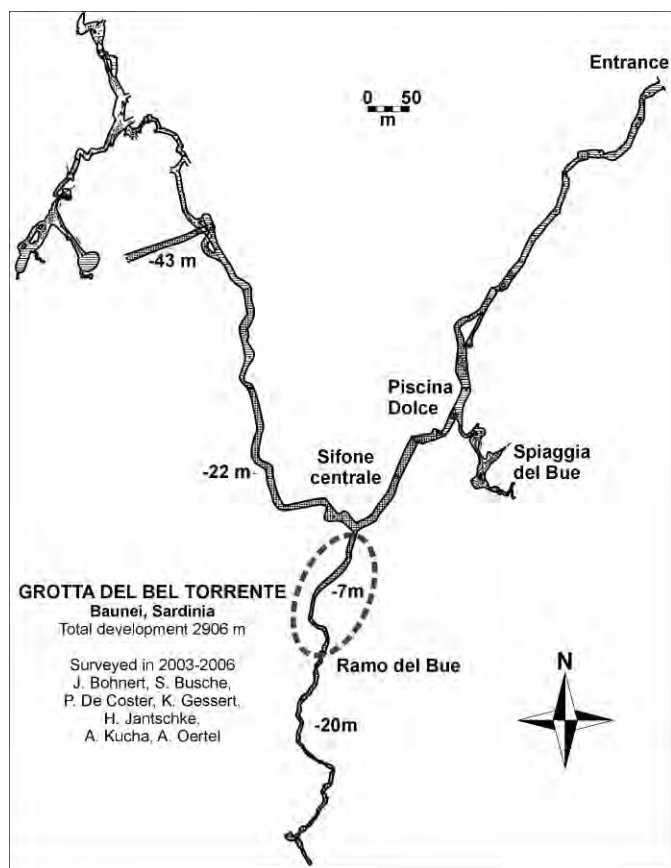 Entrance
0 50
m
-43 m
Piscina
Dolce
Sifone
centrale
Spiaggia
del Bue
-22 m
GROTTA DEL BEL TORRENTE
Baunei, Sardinia
Total development 2906 m
-7m
Surveyed in 2003-2006
J. Bohnert, S. Busche,
P. De Coster, K. Gessert,
H. Jantschke,
A. Kucha, A. Oertel
Ramo del Bue
-20m
N